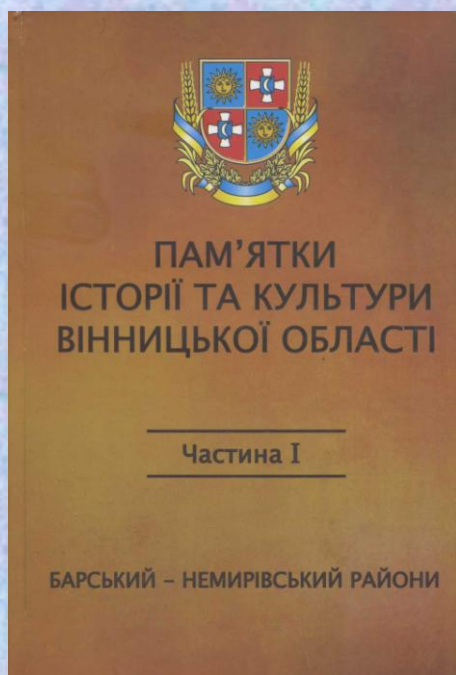 ПАМ’ЯТКИ
ІСТОРІЇ ТА КУЛЬТУРИ
ВІННИЦЬКОЇ ОБЛАСТІ
Частина I
БАРСЬКИЙ – НЕМИРІВСЬКИЙ РАЙОНИ